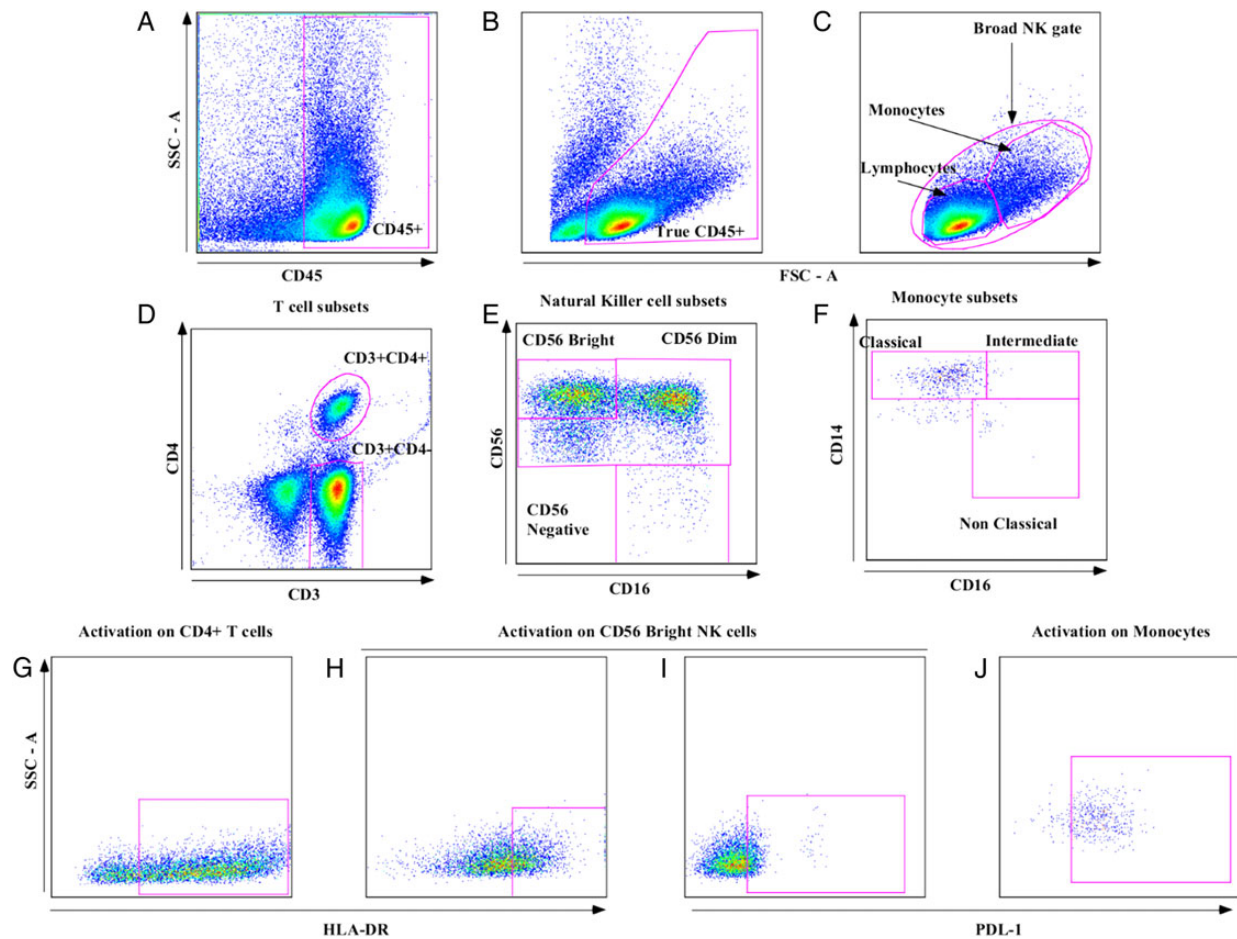 A
B
C
SSC - A
CD45+
CD45
True CD45+
Broad NK gate
Monocytes
Lymphocytes
FSC - A
D
T cell subsets
CD4
CD3+CD4+
CD3+CD4-
CD3
E
Natural Killer cell subsets
CD56 Bright
CD56 Dim
CD56
CD56
Negative
CD16
F
Monocyte subsets
Classical
Intermediate
CD14
Non Classical
CD16
Activation on CD4+ T cells
Activation on CD56 Bright NK cells
Activation on Monocytes
G
H
I
J
SSC - A
HLA-DR
PDL-1